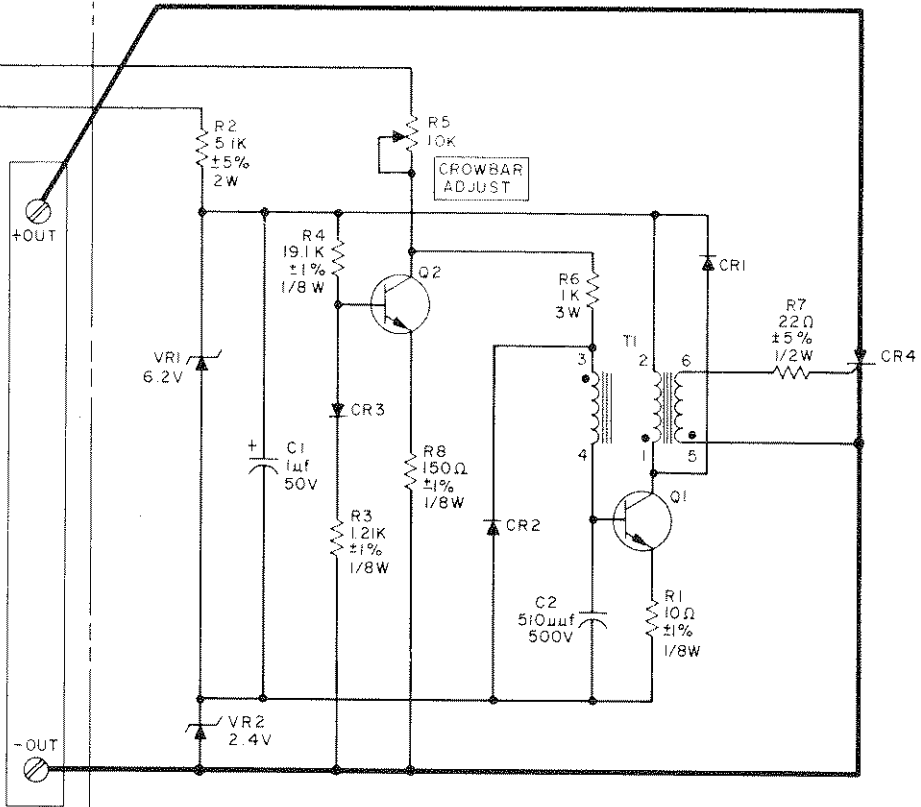 R2
5.1K
±5%
2W
R5
10K
CROWBAR
ADJUST
+OUT
R4
19.1K
±1%
1/8 W
Q2
CR1
R6
1K
3W
R7
22Ω
±5%
1/2W
T1
3
2
6
CR4
VR1
6.2V
CR3
4
1
5
C1
+
1µf
50V
R8
150Ω
±1%
1/8W
Q1
R3
1.21K
±1%
1/8W
CR2
C2
510µµf
500V
R1
10Ω
±1%
1/8W
VR2
2.4V
-OUT